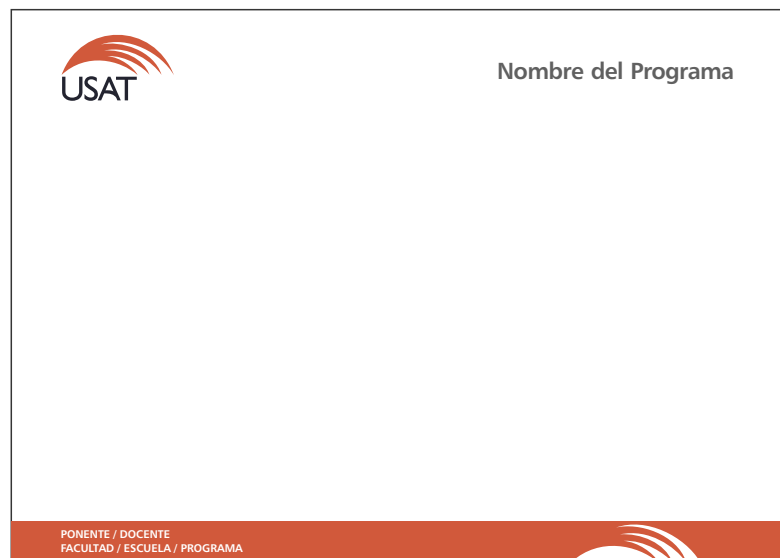 USAT
Nombre del Programa
PONENTE / DOCENTE
FACULTAD / ESCUELA / PROGRAMA